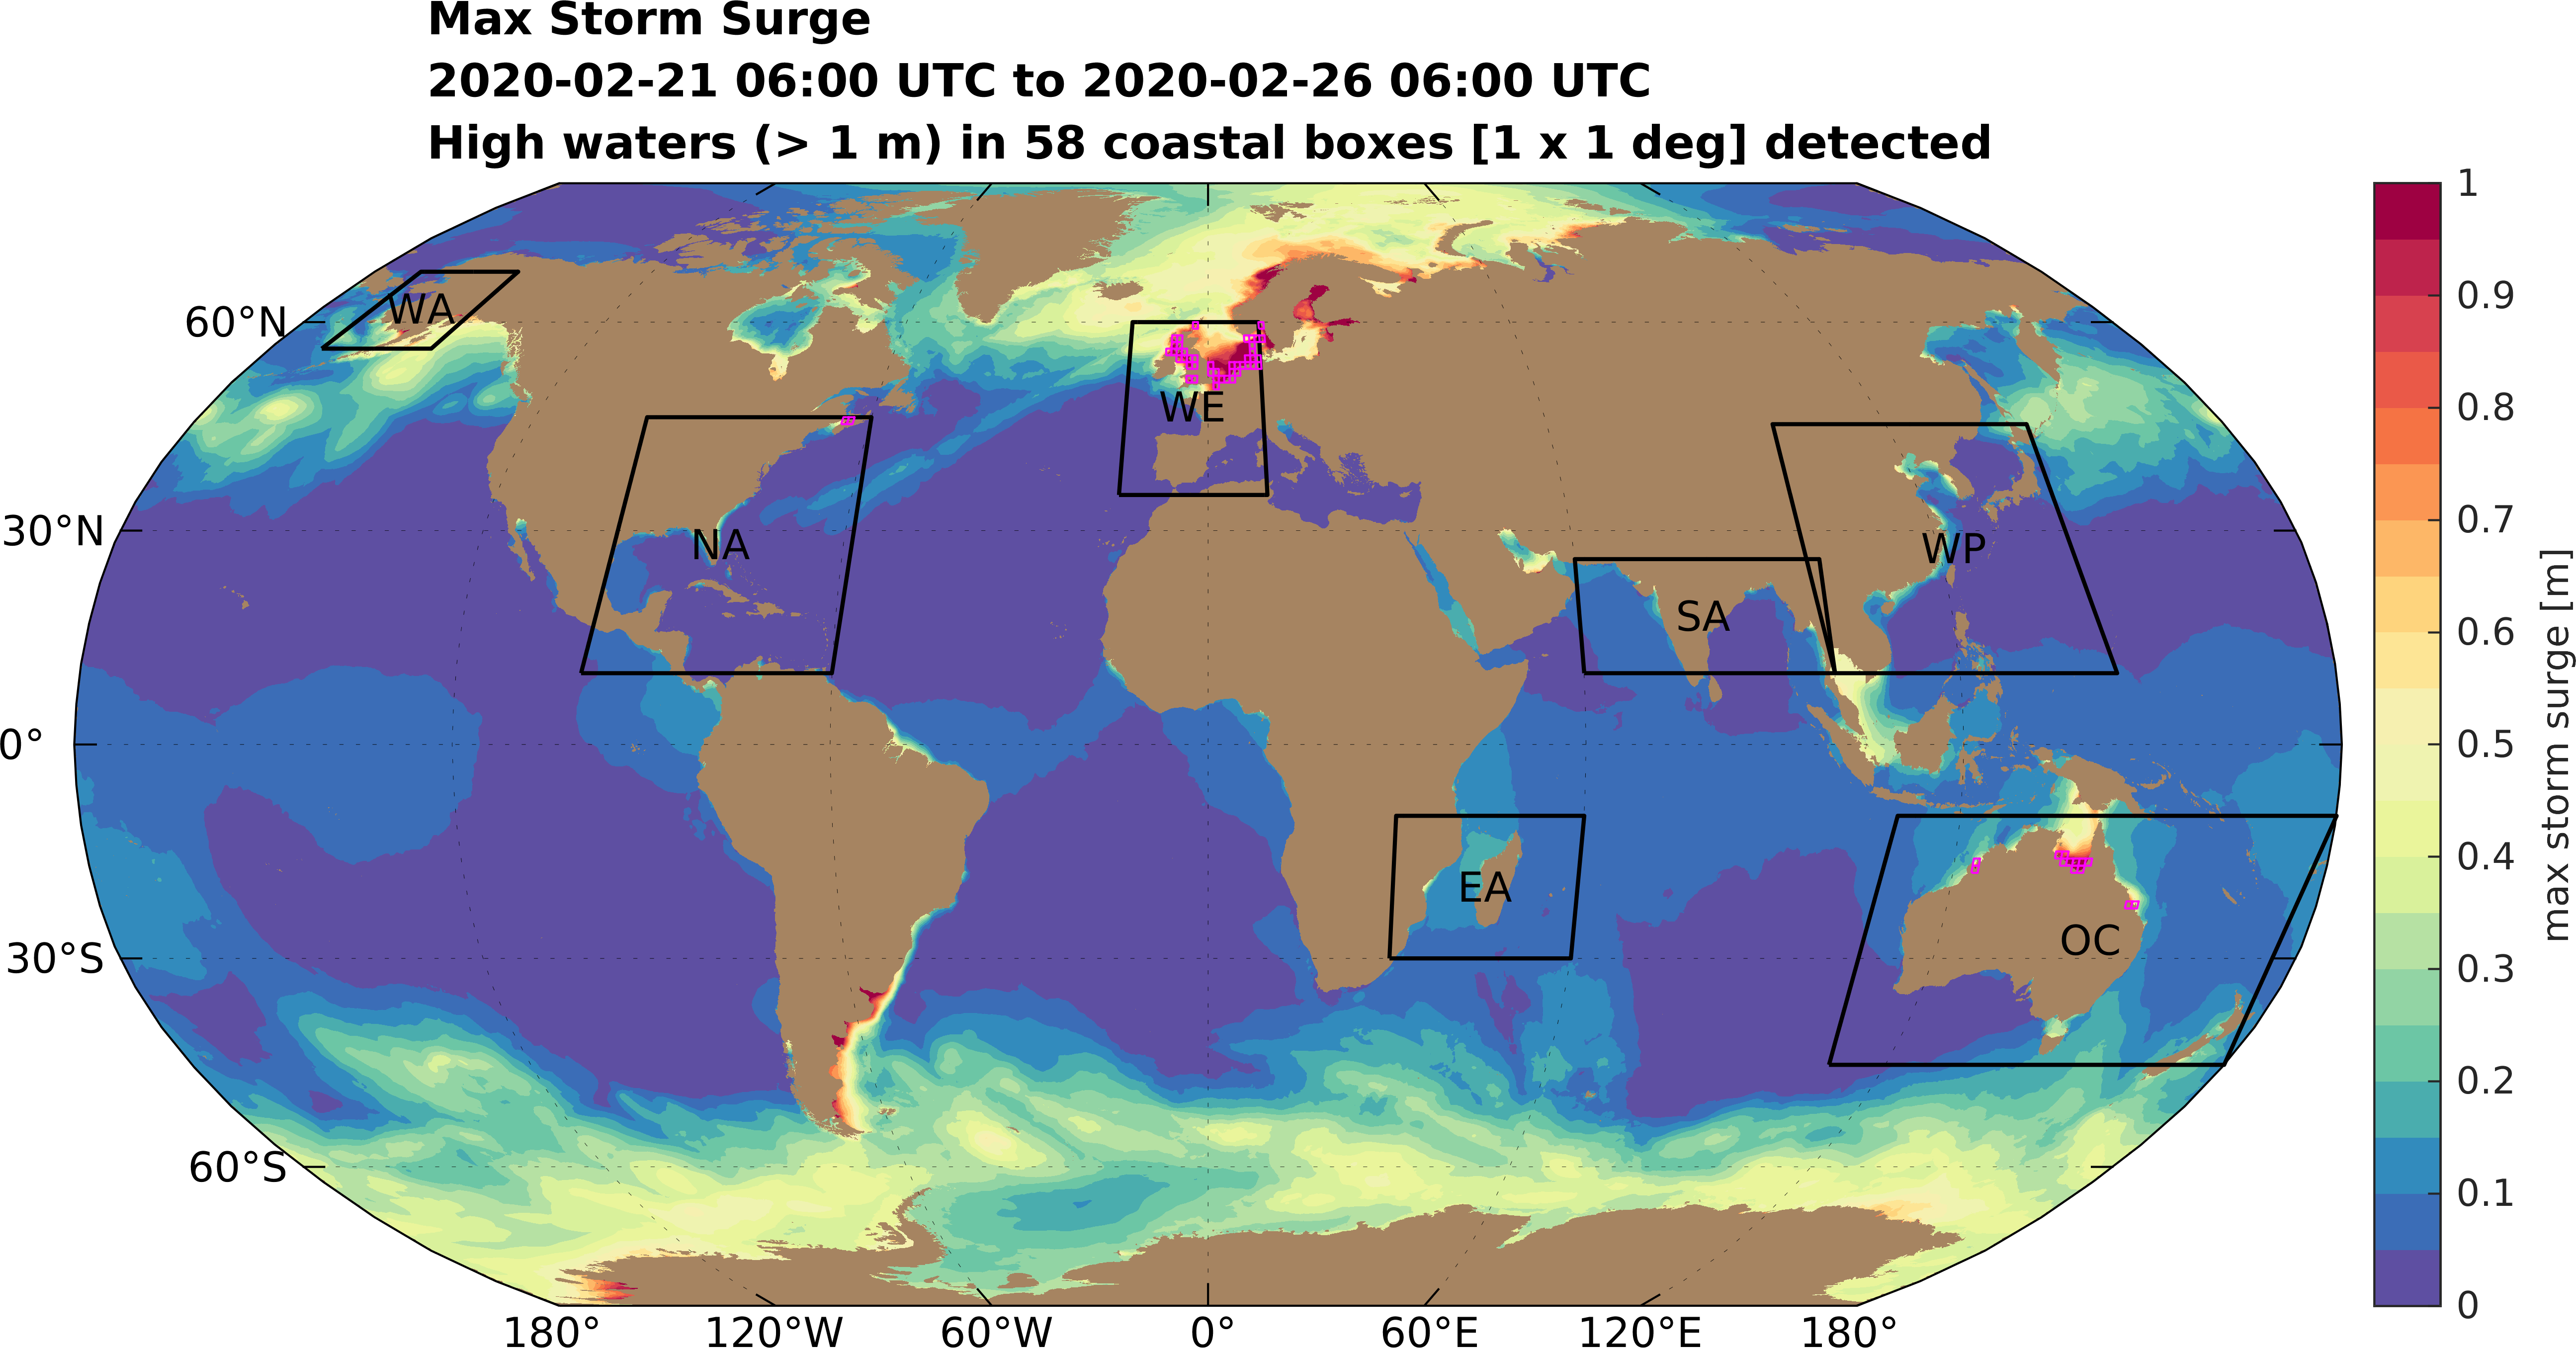 Max Storm Surge
2020-02-21 06:00 UTC to 2020-02-26 06:00 UTC
High waters (> 1 m) in 58 coastal boxes [1 x 1 deg] detected
60°N
30°N
0°
30°S
60°S
180°
120°W
60°W
0°
60°E
120°E
180°
WA
NA
WE
SA
WP
EA
OC
1
0.9
0.8
0.7
0.6
0.5
0.4
0.3
0.2
0.1
0
max storm surge [m]